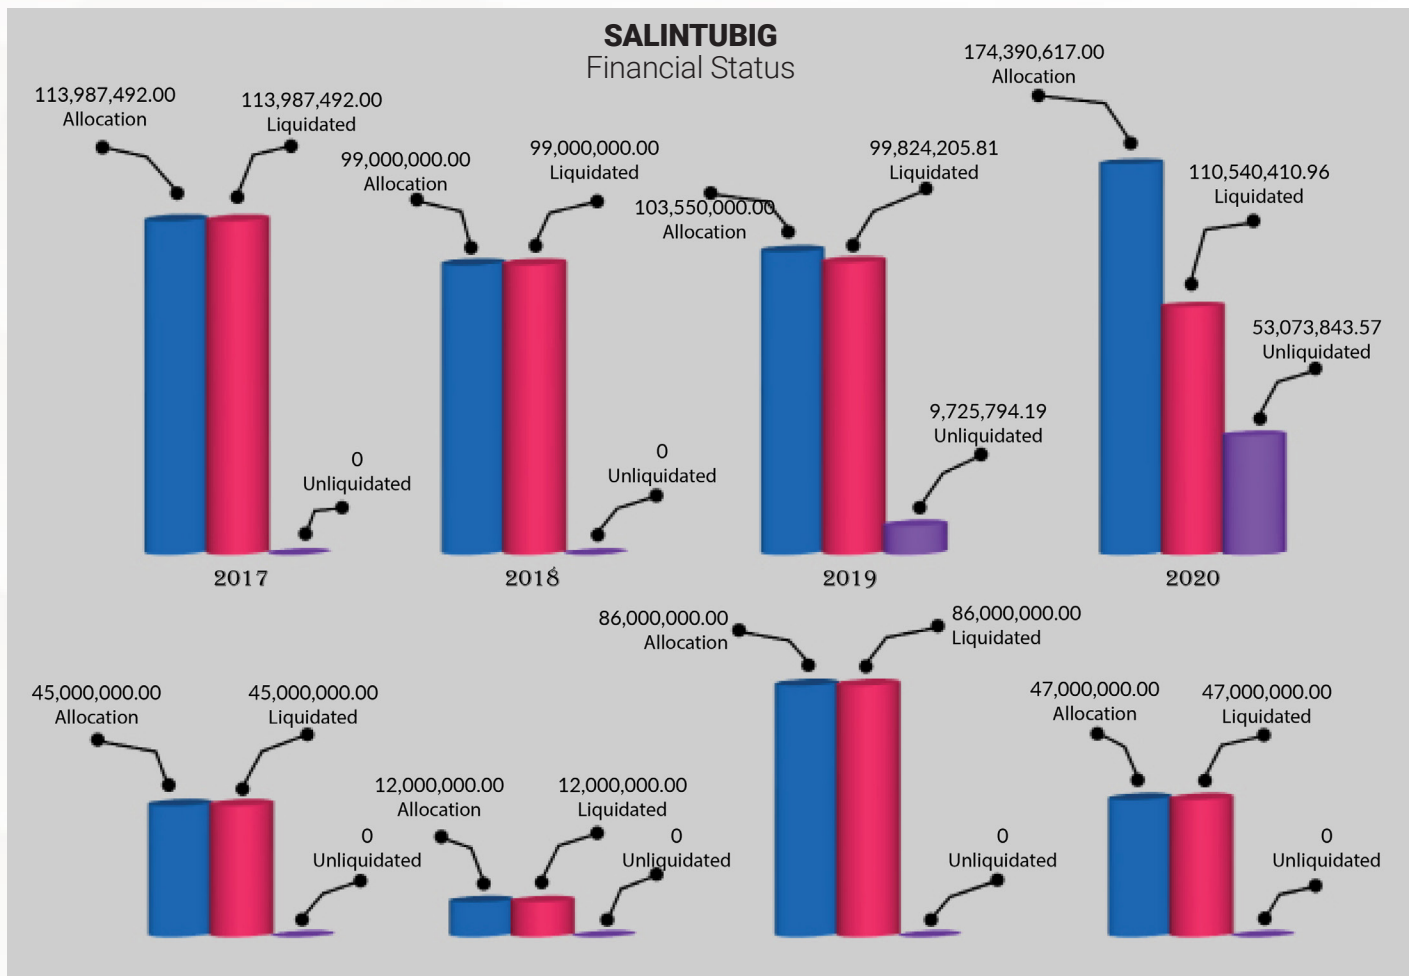 SALINTUBIG
Financial Status
113,987,492.00
Allocation
113,987,492.00
Liquidated
0
Unliquidated
2017
99,000,000.00
Allocation
99,000,000.00
Liquidated
0
Unliquidated
2018
103,550,000.00
Allocation
99,824,205.81
Liquidated
9,725,794.19
Unliquidated
2019
174,390,617.00
Allocation
110,540,410.96
Liquidated
53,073,843.57
Unliquidated
2020
45,000,000.00
Allocation
45,000,000.00
Liquidated
0
Unliquidated
12,000,000.00
Allocation
12,000,000.00
Liquidated
0
Unliquidated
86,000,000.00
Allocation
86,000,000.00
Liquidated
0
Unliquidated
47,000,000.00
Allocation
47,000,000.00
Liquidated
0
Unliquidated